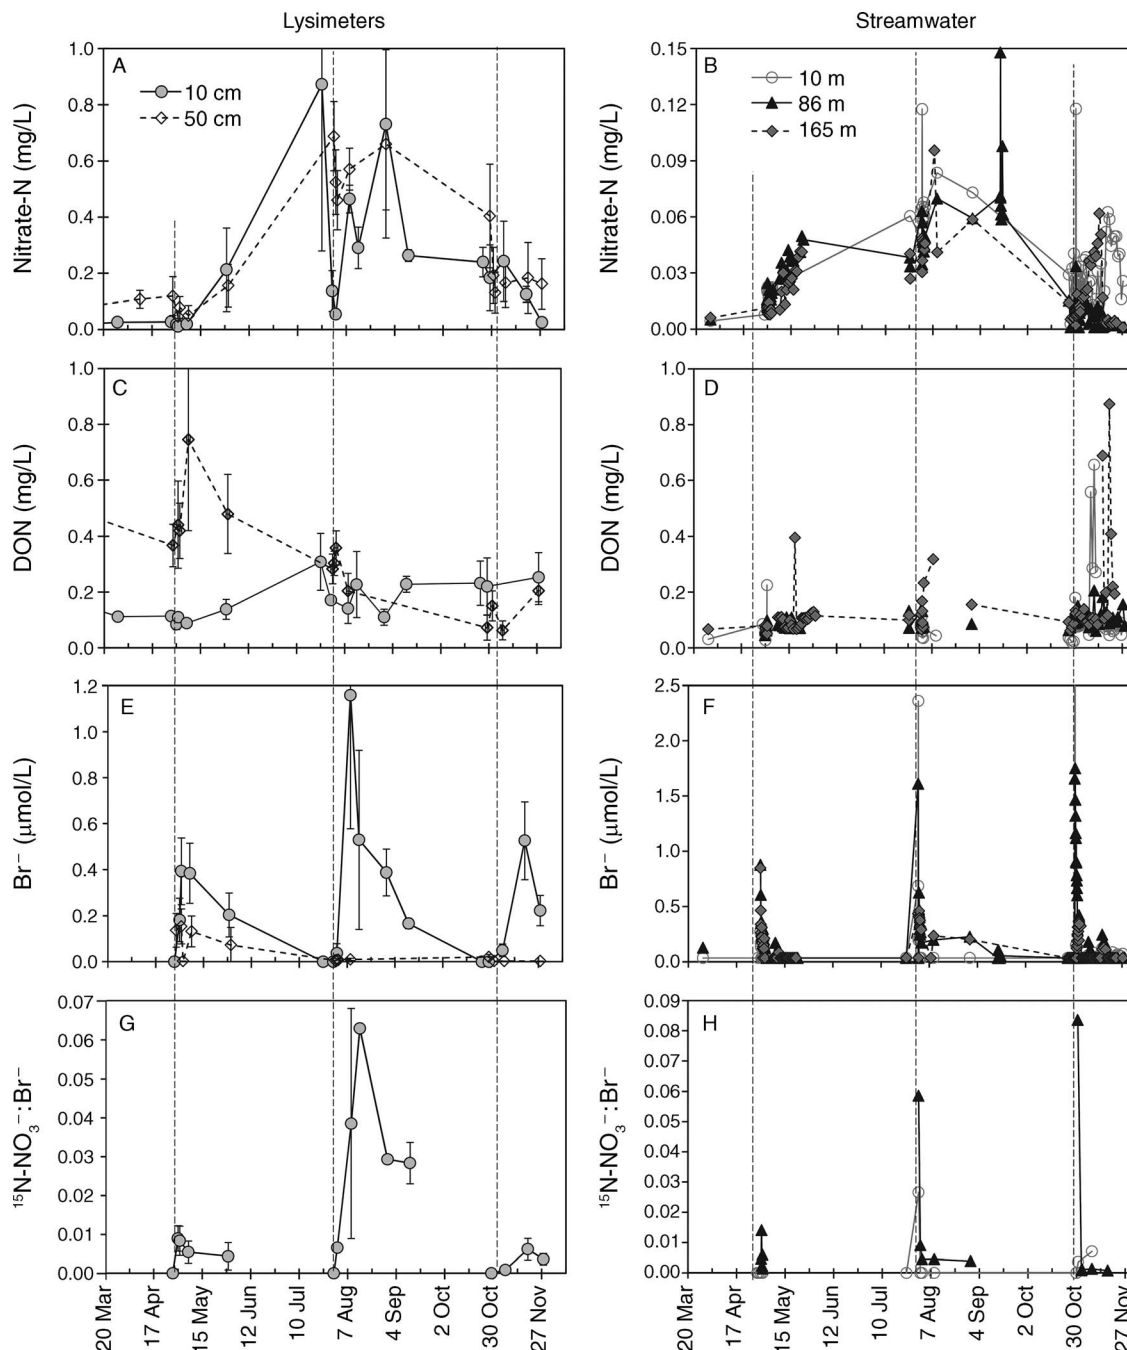 Lysimeters
Streamwater
Nitrate-N (mg/L)
1.0
0.8
0.6
0.4
0.2
0.0
A
10 cm
50 cm
Nitrate-N (mg/L)
0.15
0.12
0.09
0.06
0.03
0.00
B
10 m
86 m
165 m
DON (mg/L)
1.0
0.8
0.6
0.4
0.2
0.0
C
DON (mg/L)
1.0
0.8
0.6
0.4
0.2
0.0
D
Br⁻ (μmol/L)
1.2
1.0
0.8
0.6
0.4
0.2
0.0
E
Br⁻ (μmol/L)
2.5
2.0
1.5
1.0
0.5
0.0
F
¹⁵N-NO₃⁻:Br⁻
0.07
0.06
0.05
0.04
0.03
0.02
0.01
0.00
G
20 Mar
17 Apr
15 May
12 Jun
10 Jul
7 Aug
4 Sep
2 Oct
30 Oct
27 Nov
¹⁵N-NO₃⁻:Br⁻
0.09
0.08
0.07
0.06
0.05
0.04
0.03
0.02
0.01
0.00
H
20 Mar
17 Apr
15 May
12 Jun
10 Jul
7 Aug
4 Sep
2 Oct
30 Oct
27 Nov